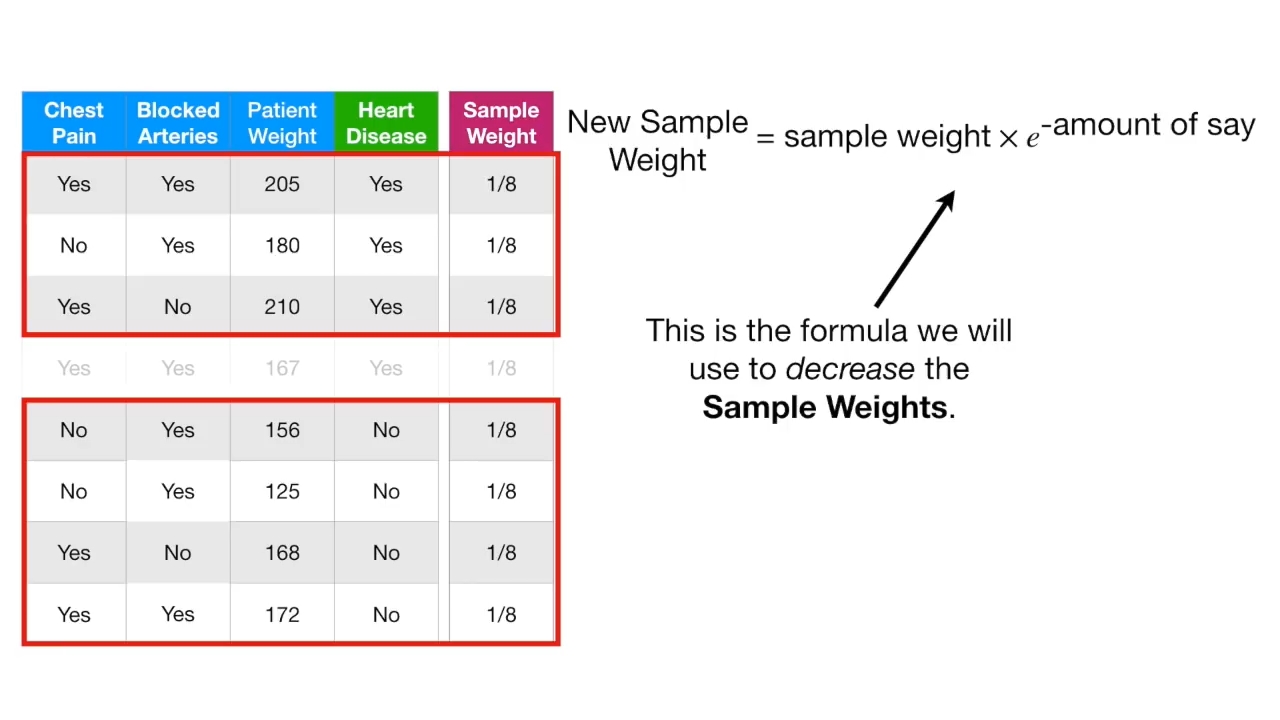 Chest Pain Blocked Arteries Patient Weight Heart Disease Sample Weight
Yes Yes 205 Yes 1/8
No Yes 180 Yes 1/8
Yes No 210 Yes 1/8
Yes Yes 167 Yes 1/8
No Yes 156 No 1/8
No Yes 125 No 1/8
Yes No 168 No 1/8
Yes Yes 172 No 1/8
New Sample Weight = sample weight × e^-amount of say
This is the formula we will
use to decrease the
Sample Weights.